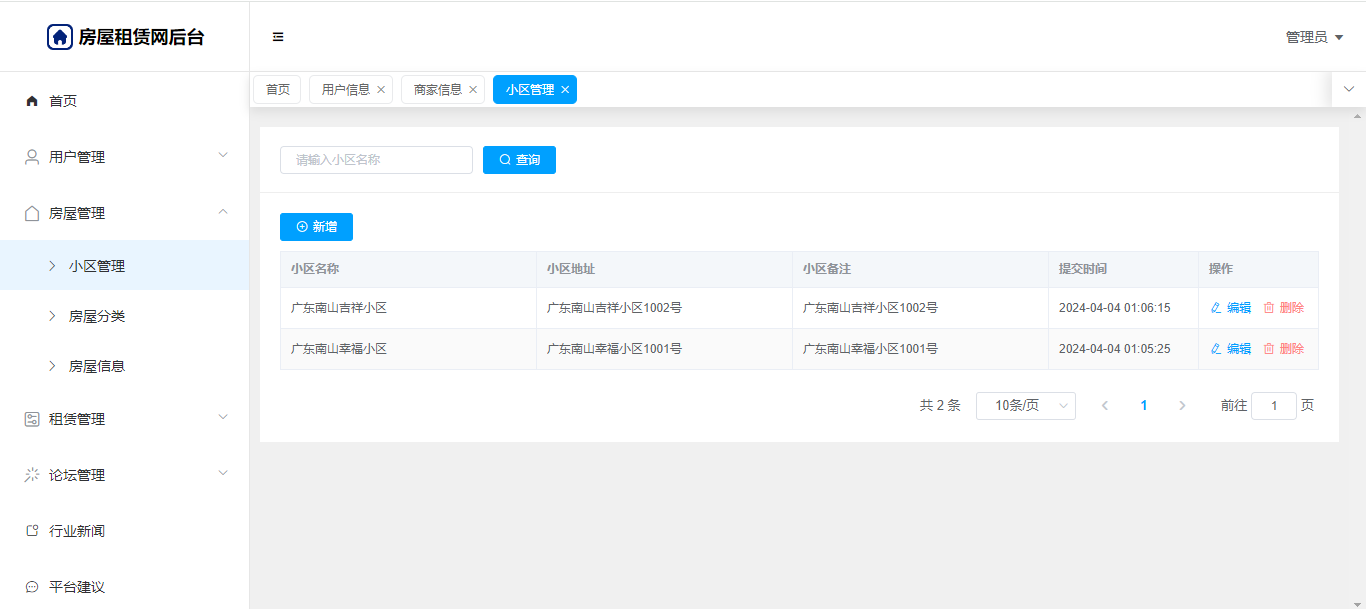 房屋租赁网后台
管理员
首页
用户信息
商家信息
小区管理
首页
用户管理
房屋管理
小区管理
房屋分类
房屋信息
租赁管理
论坛管理
行业新闻
平台建议
请输入小区名称
查询
新增
小区名称 小区地址 小区备注 提交时间 操作
广东南山吉祥小区 广东南山吉祥小区1002号 广东南山吉祥小区1002号 2024-04-04 01:06:15 编辑 删除
广东南山幸福小区 广东南山幸福小区1001号 广东南山幸福小区1001号 2024-04-04 01:05:25 编辑 删除
共 2 条 10条/页 1 前往 1 页